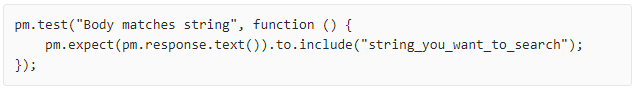 pm.test("Body matches string", function () {
    pm.expect(pm.response.text()).to.include("string_you_want_to_search");
});